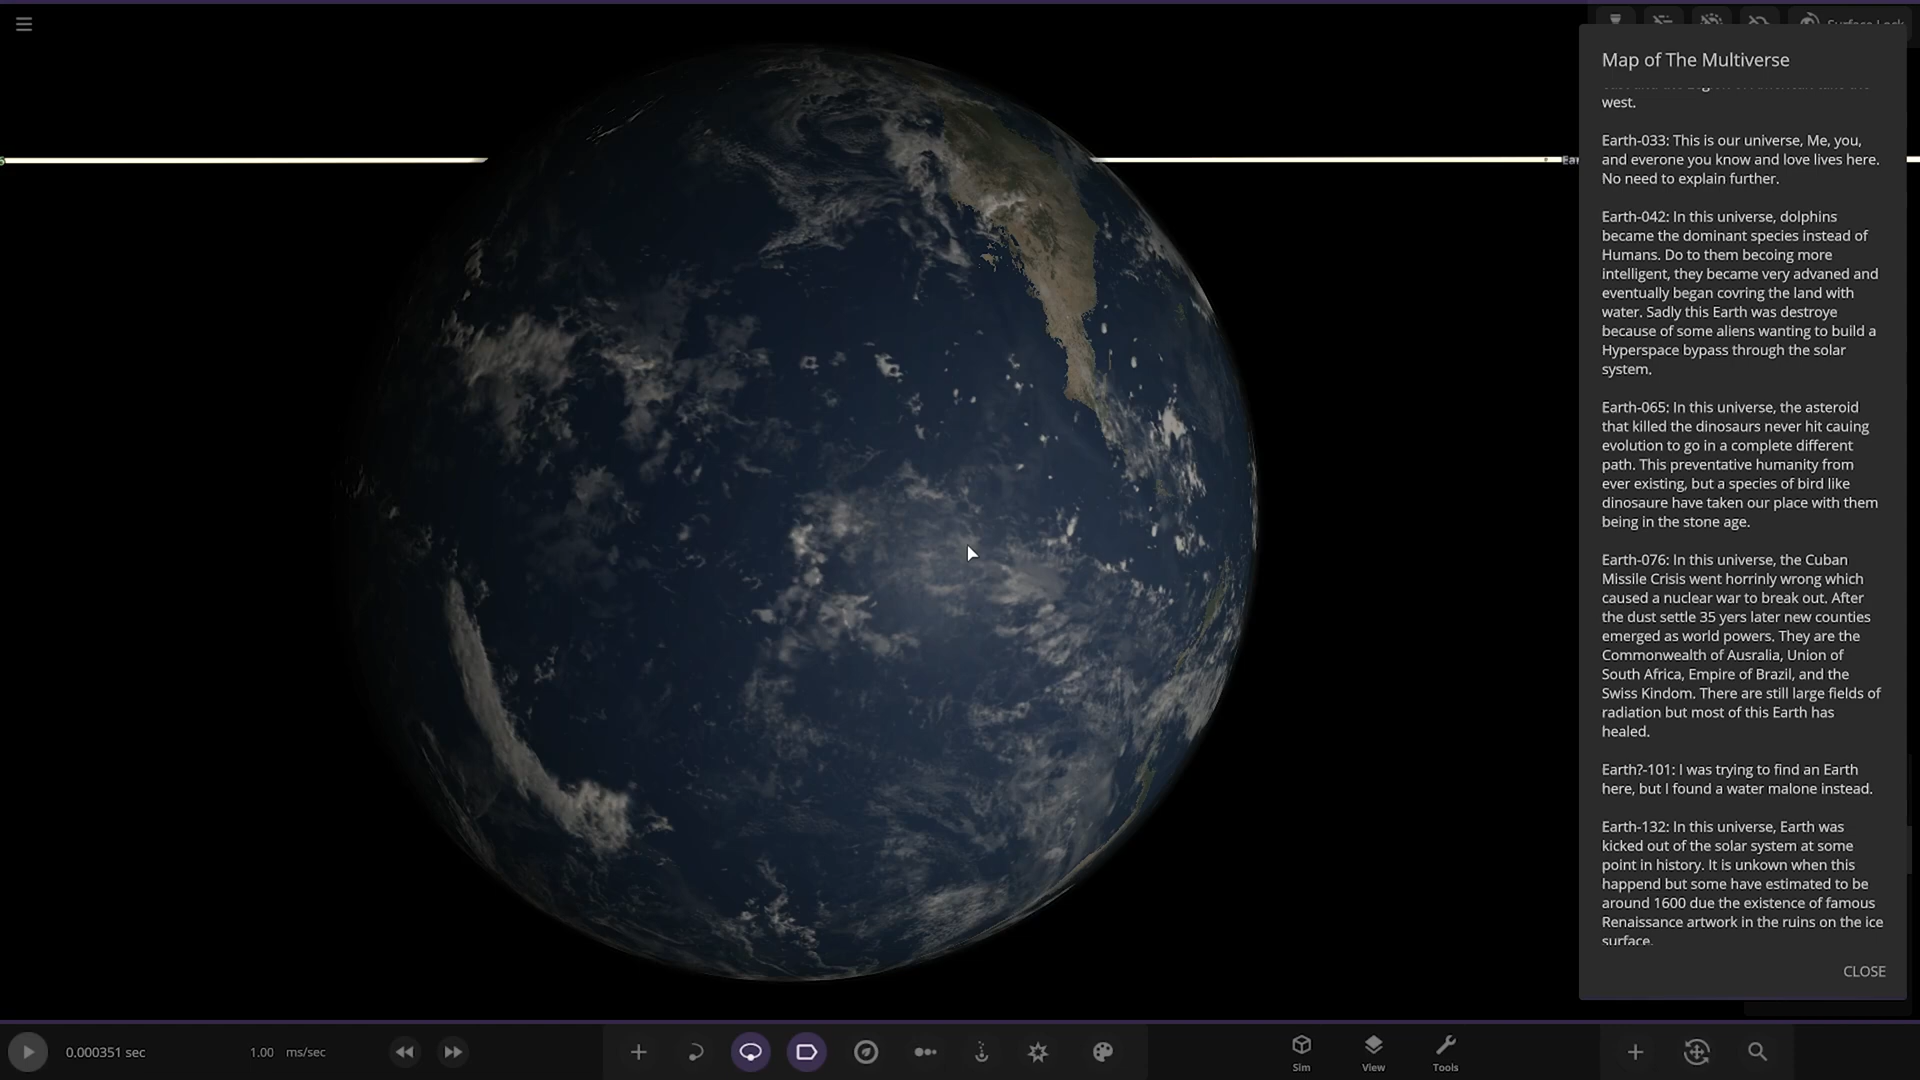 Surface Lock
Map of The Multiverse
west.
Earth-033: This is our universe, Me, you,
and everone you know and love lives here.
No need to explain further.
Earth-042: In this universe, dolphins
became the dominant species instead of
Humans. Do to them becoing more
intelligent, they became very advaned and
eventually began covring the land with
water. Sadly this Earth was destroye
because of some aliens wanting to build a
Hyperspace bypass through the solar
system.
Earth-065: In this universe, the asteroid
that killed the dinosaurs never hit cauing
evolution to go in a complete different
path. This preventative humanity from
ever existing, but a species of bird like
dinosaure have taken our place with them
being in the stone age.
Earth-076: In this universe, the Cuban
Missile Crisis went horrinly wrong which
caused a nuclear war to break out. After
the dust settle 35 yers later new counties
emerged as world powers. They are the
Commonwealth of Ausralia, Union of
South Africa, Empire of Brazil, and the
Swiss Kindom. There are still large fields of
radiation but most of this Earth has
healed.
Earth?-101: I was trying to find an Earth
here, but I found a water malone instead.
Earth-132: In this universe, Earth was
kicked out of the solar system at some
point in history. It is unkown when this
happend but some have estimated to be
around 1600 due the existence of famous
Renaissance artwork in the ruins on the ice
surface.
CLOSE
Ear
0.000351 sec
1.00 ms/sec
Sim
View
Tools